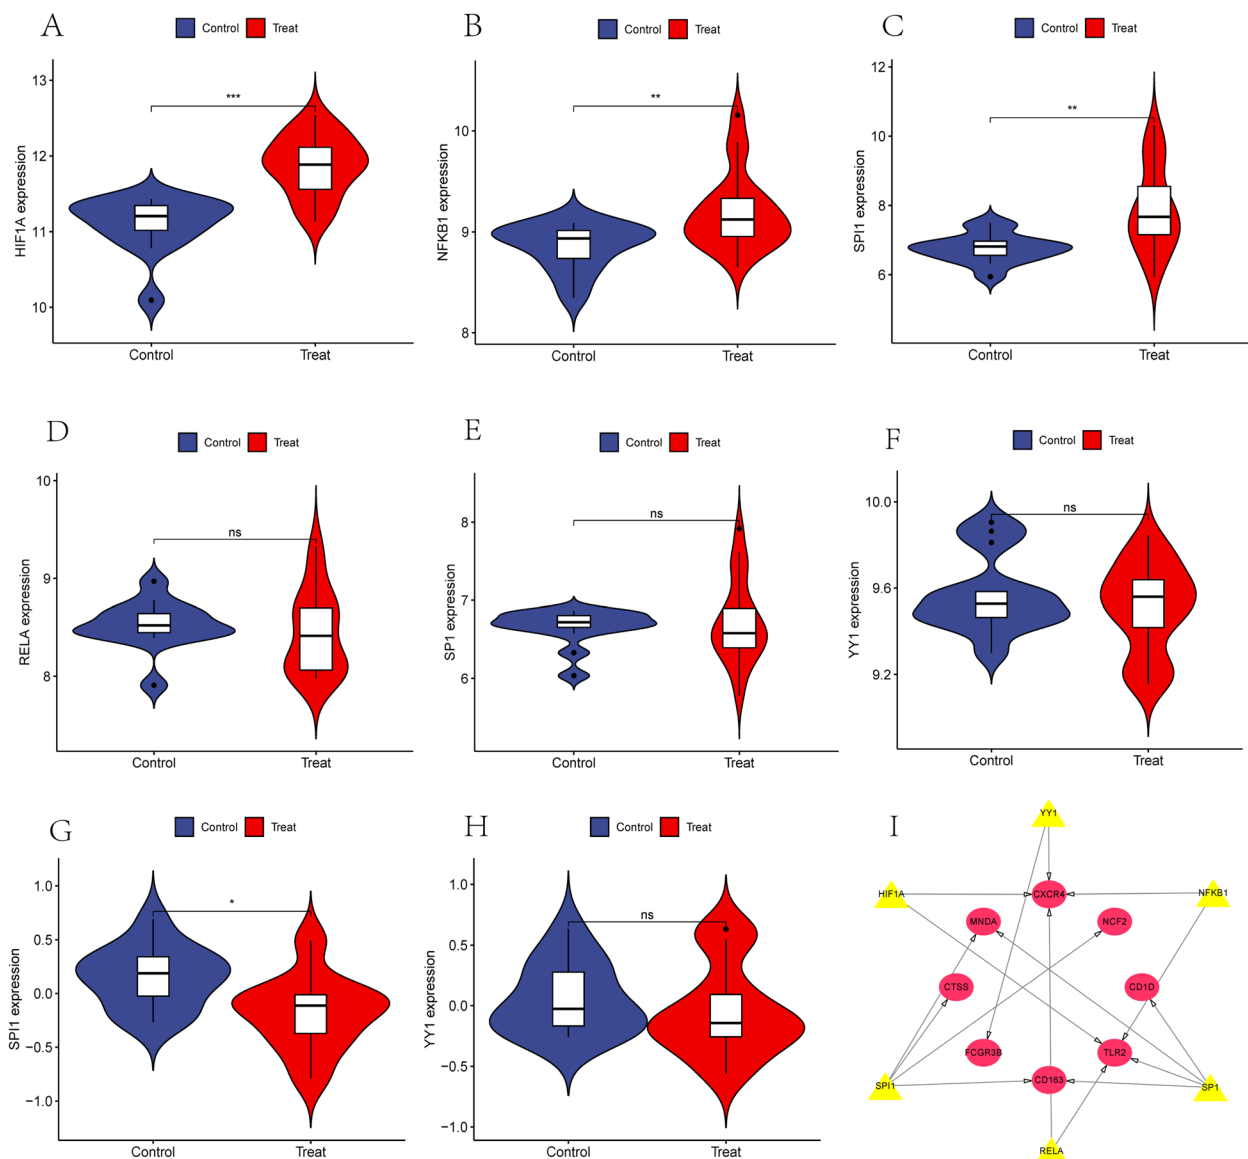 A
Control Treat
HIF1A expression
13
12
11
10
***
Control Treat
B
Control Treat
NFKB1 expression
10
9
8
**
Control Treat
C
Control Treat
SPI1 expression
12
10
8
6
**
Control Treat
D
Control Treat
RELA expression
10
9
8
ns
Control Treat
E
Control Treat
SP1 expression
8
7
6
ns
Control Treat
F
Control Treat
YY1 expression
10.0
9.6
9.2
ns
Control Treat
G
Control Treat
SPI1 expression
1.0
0.5
0.0
−0.5
−1.0
*
Control Treat
H
Control Treat
YY1 expression
1.0
0.5
0.0
−0.5
−1.0
ns
Control Treat
I
YY1
HIF1A
CXCR4
NFKB1
MNDA
NCF2
CTSS
CD1D
FCGR3B
TLR2
SPI1
CD163
SP1
RELA